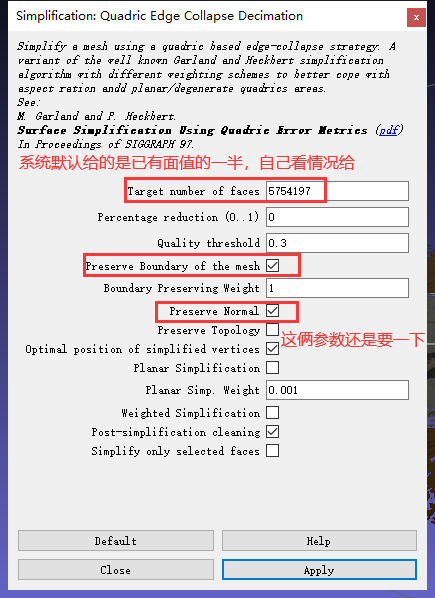 Simplification: Quadric Edge Collapse Decimation
x
Simplify a mesh using a quadric based edge-collapse strategy. A
variant of the well known Garland and Heckbert simplification
algorithm with different weighting schemes to better cope with
aspect ration andd planar/degenerate quadrics areas.
See:
M. Garland and P. Heckbert.
Surface Simplification Using Quadric Error Metrics (pdf)
In Proceedings of SIGGRAPH 97.
系统默认给的是已有面值的一半，自己看情况给
Target number of faces 5754197
Percentage reduction (0..1) 0
Quality threshold 0.3
Preserve Boundary of the mesh
Boundary Preserving Weight 1
Preserve Normal
Preserve Topology
这俩参数还是要一下
Optimal position of simplified vertices
Planar Simplification
Planar Simp. Weight 0.001
Weighted Simplification
Post-simplification cleaning
Simplify only selected faces
Default Help
Close Apply